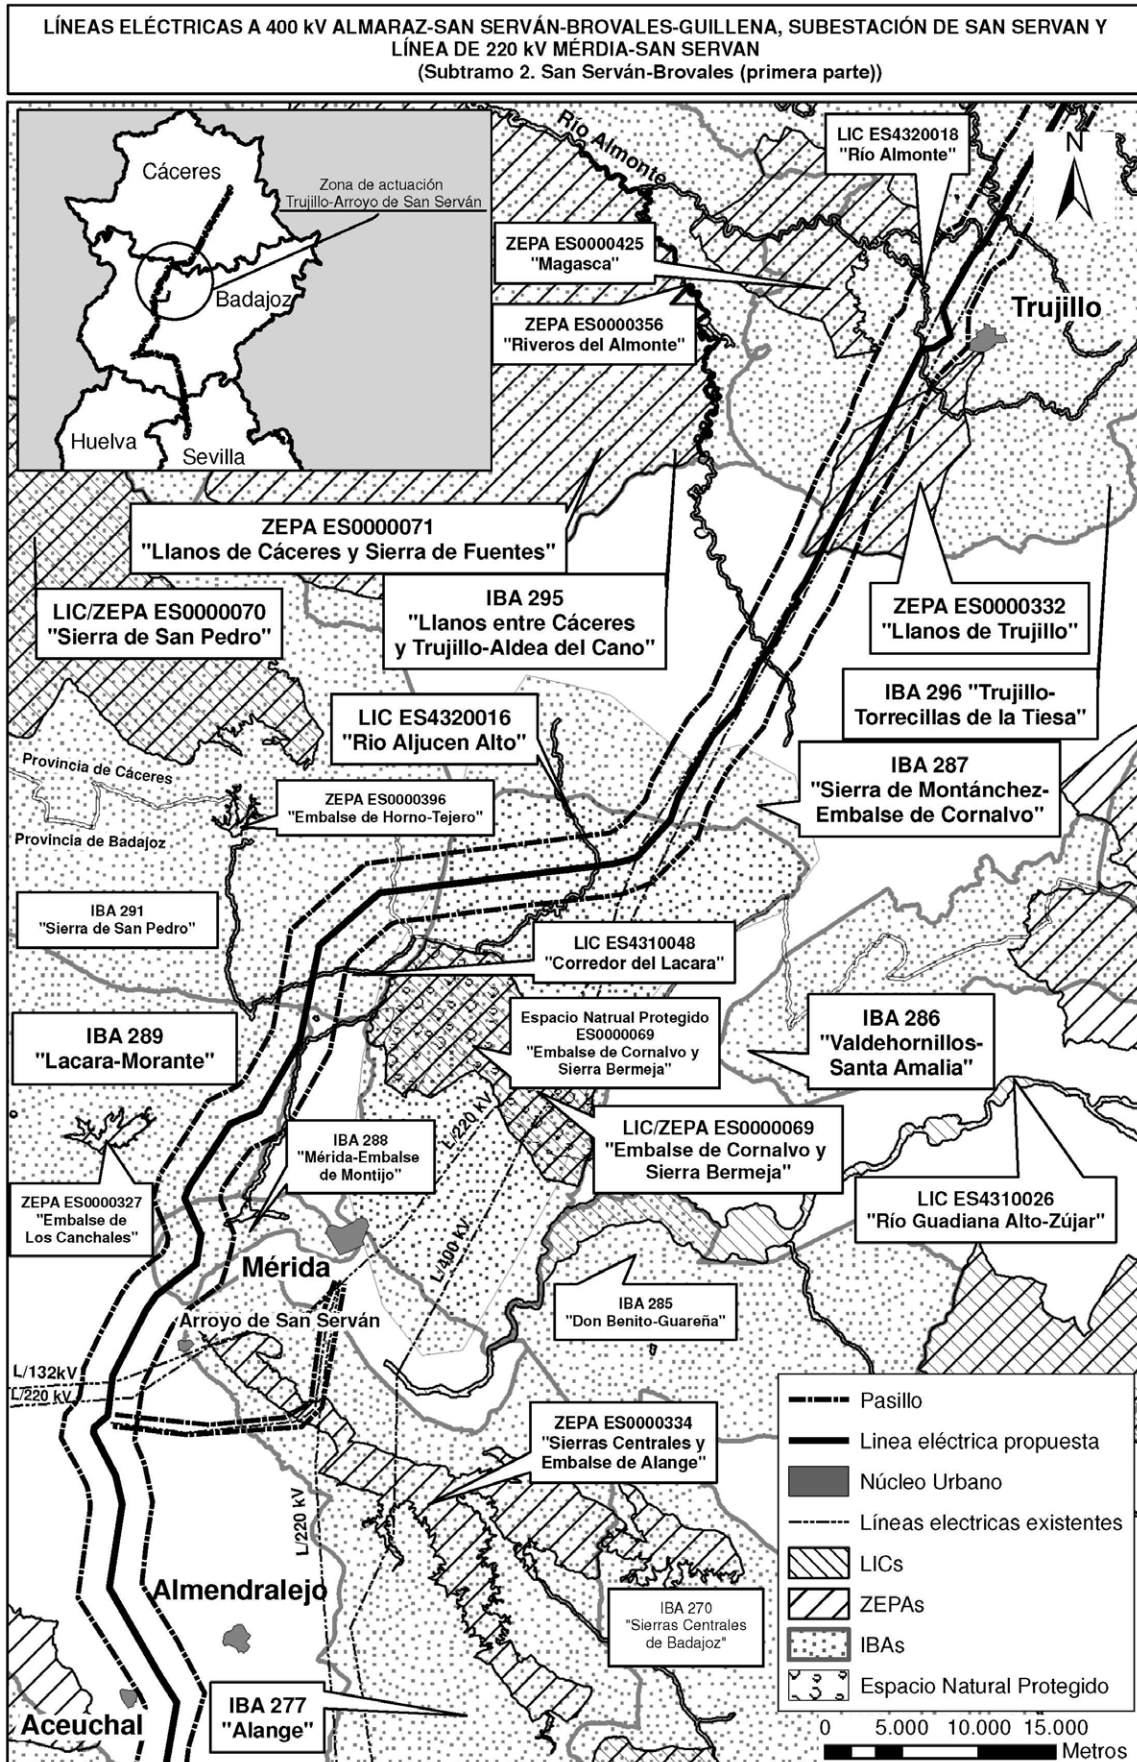 LÍNEAS ELÉCTRICAS A 400 kV ALMARAZ-SAN SERVÁN-BROVALES-GUILLENA, SUBESTACIÓN DE SAN SERVAN Y
LÍNEA DE 220 kV MÉRDIA-SAN SERVAN
(Subtramo 2. San Serván-Brovales (primera parte))
Cáceres
Zona de actuación
Trujillo-Arroyo de San Serván
Badajoz
Huelva
Sevilla
Río Almonte
LIC ES4320018
"Río Almonte"
N
ZEPA ES0000425
"Magasca"
ZEPA ES0000356
"Riveros del Almonte"
Trujillo
ZEPA ES0000071
"Llanos de Cáceres y Sierra de Fuentes"
LIC/ZEPA ES0000070
"Sierra de San Pedro"
IBA 295
"Llanos entre Cáceres
y Trujillo-Aldea del Cano"
ZEPA ES0000332
"Llanos de Trujillo"
IBA 296 "Trujillo-
Torrecillas de la Tiesa"
LIC ES4320016
"Rio Aljucen Alto"
IBA 287
"Sierra de Montánchez-
Embalse de Cornalvo"
Provincia de Cáceres
Provincia de Badajoz
ZEPA ES0000396
"Embalse de Horno-Tejero"
IBA 291
"Sierra de San Pedro"
LIC ES4310048
"Corredor del Lacara"
IBA 289
"Lacara-Morante"
Espacio Natrual Protegido
ES0000069
"Embalse de Cornalvo y
Sierra Bermeja"
IBA 286
"Valdehornillos-
Santa Amalia"
L/220 kV
LIC/ZEPA ES0000069
"Embalse de Cornalvo y
Sierra Bermeja"
IBA 288
"Mérida-Embalse
de Montijo"
ZEPA ES0000327
"Embalse de
Los Canchales"
LIC ES4310026
"Río Guadiana Alto-Zújar"
L/400 kV
Mérida
IBA 285
"Don Benito-Guareña"
Arroyo de San Serván
L/132kV
L/220 kV
ZEPA ES0000334
"Sierras Centrales y
Embalse de Alange"
L/220 kV
Almendralejo
IBA 270
"Sierras Centrales
de Badajoz"
IBA 277
"Alange"
Aceuchal
Pasillo
Linea eléctrica propuesta
Núcleo Urbano
Líneas electricas existentes
LICs
ZEPAs
IBAs
Espacio Natural Protegido
0 5.000 10.000 15.000
Metros